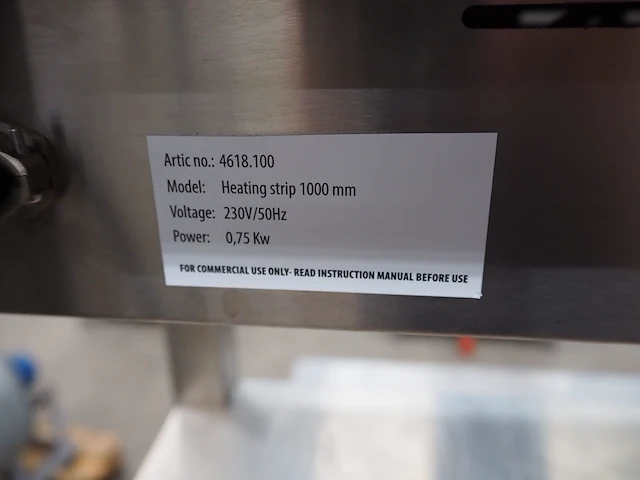 Artic no.: 4618.100
Model: Heating strip 1000 mm
Voltage: 230V/50Hz
Power: 0,75 Kw
FOR COMMERCIAL USE ONLY- READ INSTRUCTION MANUAL BEFORE USE